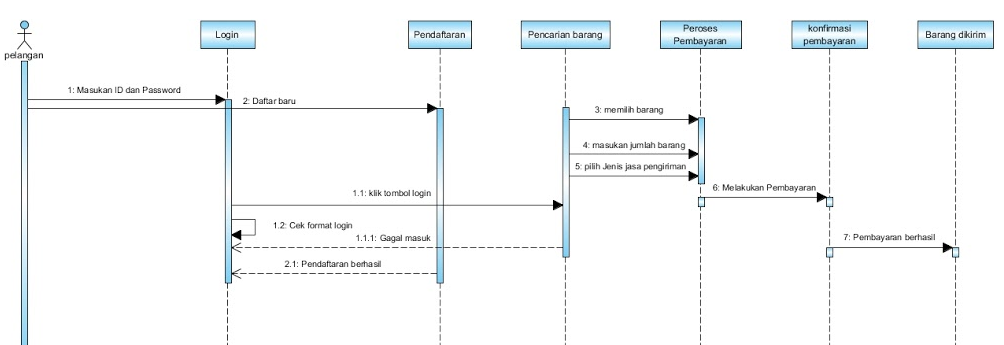 pelangan
Login
Pendaftaran
Pencarian barang
Peroses
Pembayaran
konfirmasi
pembayaran
Barang dikirim
1: Masukan ID dan Password
2: Daftar baru
3: memilih barang
4: masukan jumlah barang
5: pilih Jenis jasa pengiriman
1.1: klik tombol login
6: Melakukan Pembayaran
1.2: Cek format login
1.1.1: Gagal masuk
7: Pembayaran berhasil
2.1: Pendaftaran berhasil